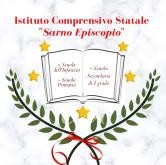 Istituto Comprensivo Statale
"Sarno Episcopio"
• Scuola
dell'Infanzia
• Scuola
Primaria
• Scuola
Secondaria
di I grado